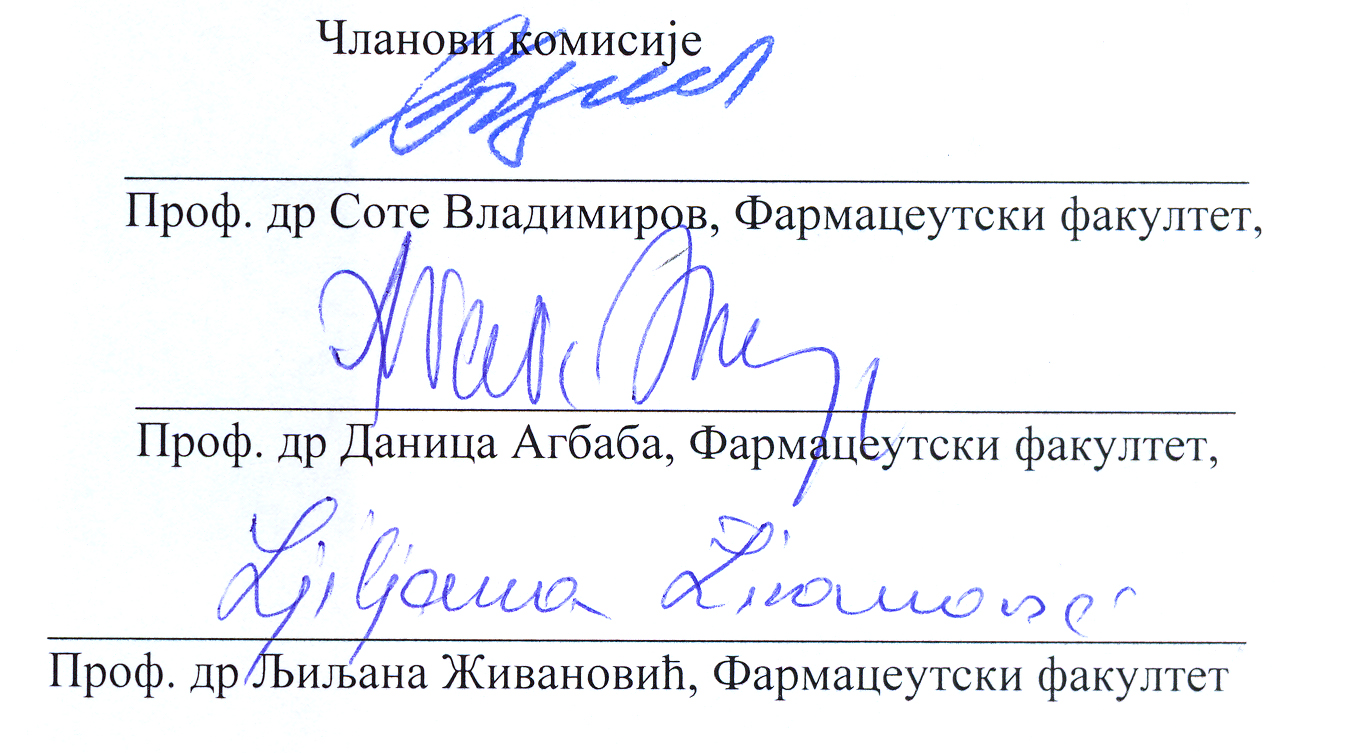 Чланови комисије
Проф. др Соте Владимиров, Фармацеутски факултет,
Проф. др Даница Агбаба, Фармацеутски факултет,
Ljiljana Živanović
Проф. др Љиљана Живановић, Фармацеутски факултет